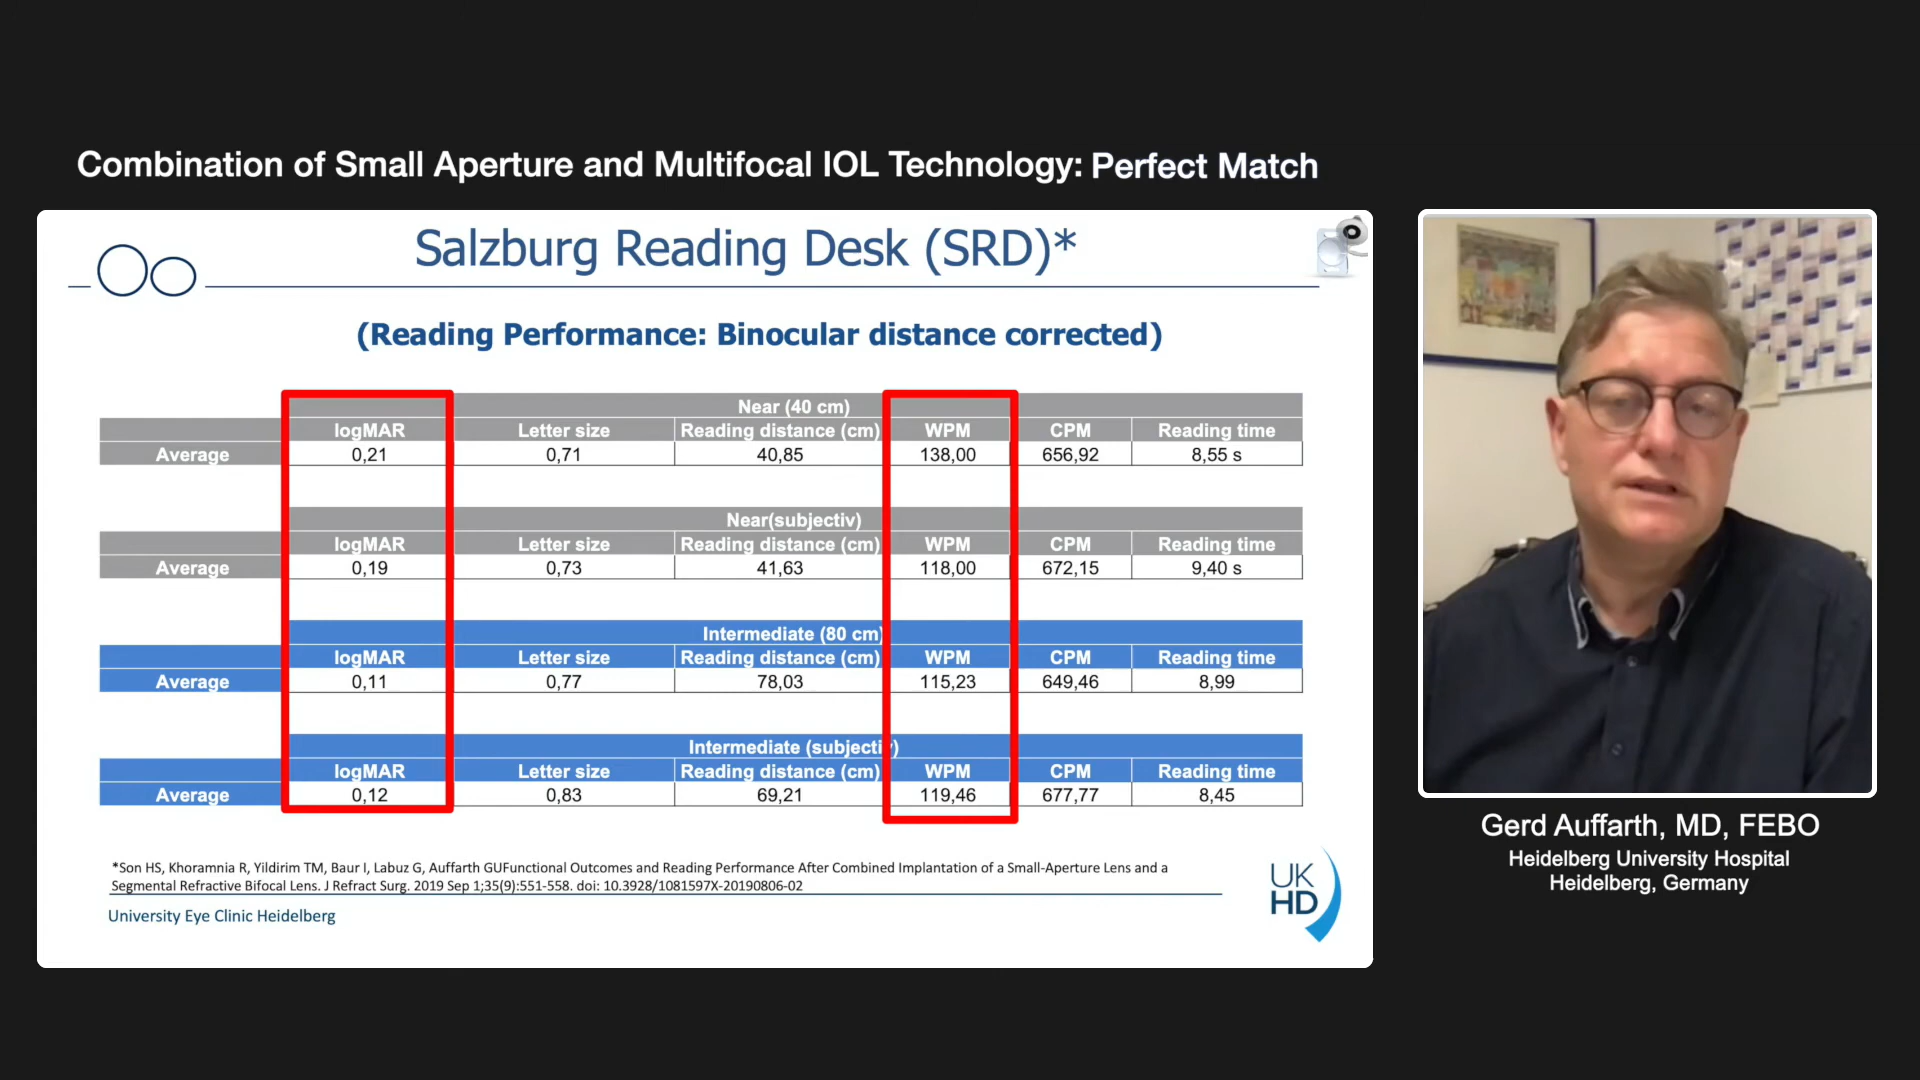 Combination of Small Aperture and Multifocal IOL Technology: Perfect Match
Salzburg Reading Desk (SRD)*
(Reading Performance: Binocular distance corrected)
Near (40 cm)
logMAR Letter size Reading distance (cm) WPM CPM Reading time
Average 0,21 0,71 40,85 138,00 656,92 8,55 s
Near(subjectiv)
logMAR Letter size Reading distance (cm) WPM CPM Reading time
Average 0,19 0,73 41,63 118,00 672,15 9,40 s
Intermediate (80 cm)
logMAR Letter size Reading distance (cm) WPM CPM Reading time
Average 0,11 0,77 78,03 115,23 649,46 8,99
Intermediate (subjectiv)
logMAR Letter size Reading distance (cm) WPM CPM Reading time
Average 0,12 0,83 69,21 119,46 677,77 8,45
*Son HS, Khoramnia R, Yildirim TM, Baur I, Labuz G, Auffarth GUFunctional Outcomes and Reading Performance After Combined Implantation of a Small-Aperture Lens and a
Segmental Refractive Bifocal Lens. J Refract Surg. 2019 Sep 1;35(9):551-558. doi: 10.3928/1081597X-20190806-02
University Eye Clinic Heidelberg
UK
HD
Gerd Auffarth, MD, FEBO
Heidelberg University Hospital
Heidelberg, Germany